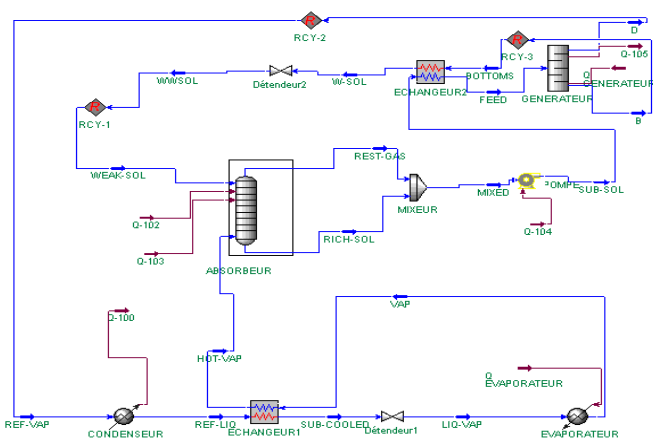 D
RCY-2
RCY-3
Q-105
WWSOL
W-SOL
BOTTOMS
Q
GENERATEUR
Détendeur2
ECHANGEUR2
FEED
GENERATEUR
B
RCY-1
WEAK-SOL
REST-GAS
MIXED
POMPE
SUB-SOL
MIXEUR
Q-102
Q-103
Q-104
RICH-SOL
ABSORBEUR
Q-100
VAP
HOT-VAP
Q
EVAPORATEUR
REF-VAP
CONDENSEUR
REF-LIQ
ECHANGEUR1
SUB-COOLED
Détendeur1
LIQ-VAP
EVAPORATEUR